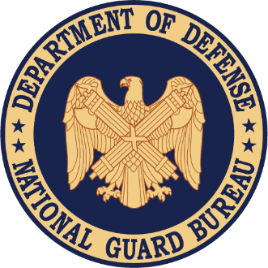 DEPARTMENT OF DEFENSE
NATIONAL GUARD BUREAU